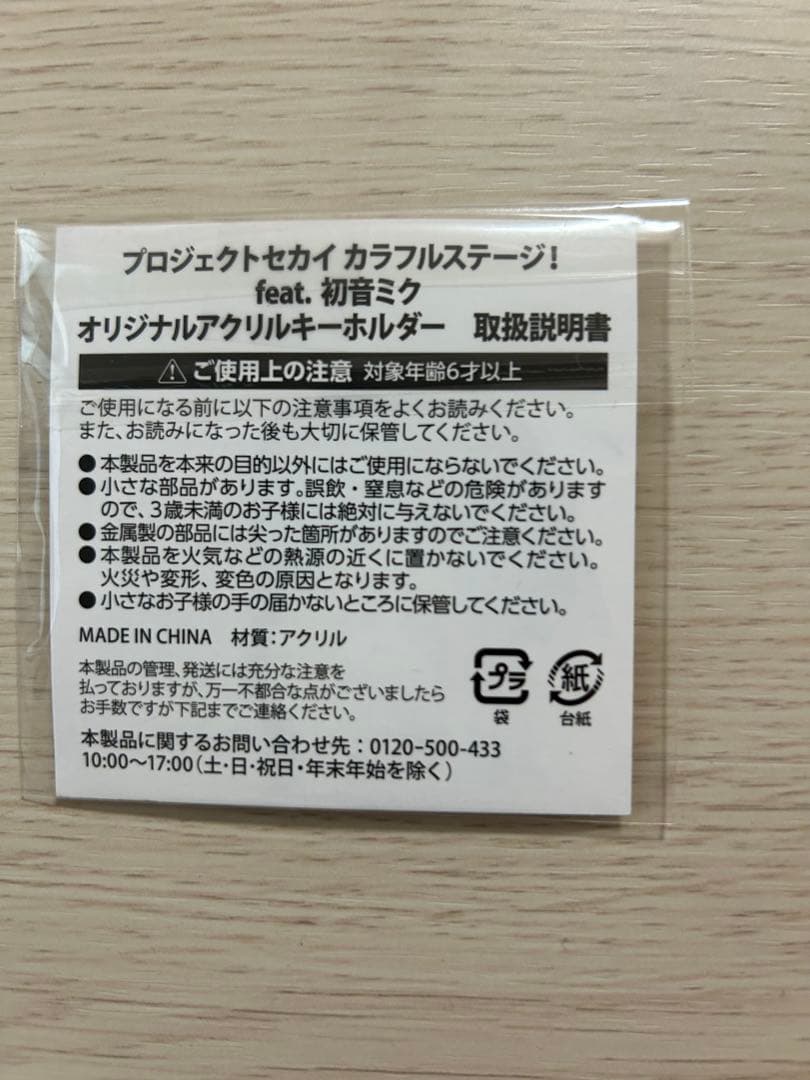 プロジェクトセカイ カラフルステージ!
feat. 初音ミク
オリジナルアクリルキーホルダー 取扱説明書
⚠ ご使用上の注意 対象年齢6才以上
ご使用になる前に以下の注意事項をよくお読みください。
また、お読みになった後も大切に保管してください。
●本製品を本来の目的以外にはご使用にならないでください。
●小さな部品があります。誤飲・窒息などの危険があります
ので、3歳未満のお子様には絶対に与えないでください。
●金属製の部品には尖った箇所がありますのでご注意ください。
●本製品を火気などの熱源の近くに置かないでください。
火災や変形、変色の原因となります。
●小さなお子様の手の届かないところに保管してください。
MADE IN CHINA 材質:アクリル
本製品の管理、発送には充分な注意を
払っておりますが、万一不都合な点がございましたら
お手数ですが下記までご連絡ください。
プラ
袋
紙
台紙
本製品に関するお問い合わせ先:0120-500-433
10:00〜17:00(土・日・祝日・年末年始を除く)